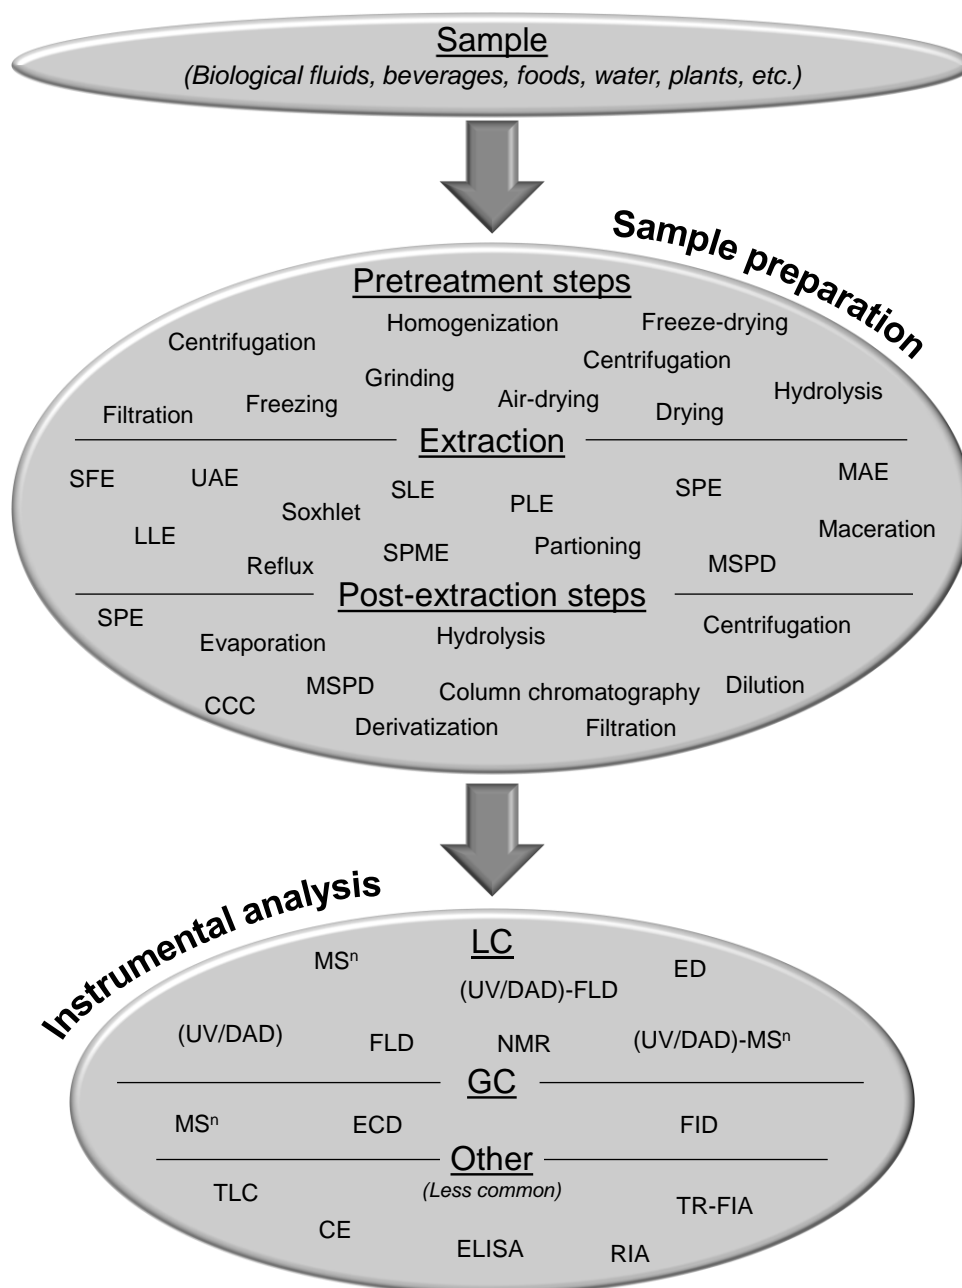 Sample
(Biological fluids, beverages, foods, water, plants, etc.)
Sample preparation
Pretreatment steps
Homogenization
Freeze-drying
Centrifugation
Centrifugation
Grinding
Hydrolysis
Freezing
Air-drying
Drying
Filtration
Extraction
SFE
UAE
SLE
SPE
MAE
Soxhlet
PLE
LLE
Maceration
SPME
Partioning
Reflux
MSPD
Post-extraction steps
SPE
Evaporation
Hydrolysis
Centrifugation
MSPD
Column chromatography
Dilution
CCC
Derivatization
Filtration
Instrumental analysis
LC
MSⁿ
ED
(UV/DAD)-FLD
(UV/DAD)
FLD
NMR
(UV/DAD)-MSⁿ
GC
MSⁿ
ECD
FID
Other
(Less common)
TLC
TR-FIA
CE
ELISA
RIA